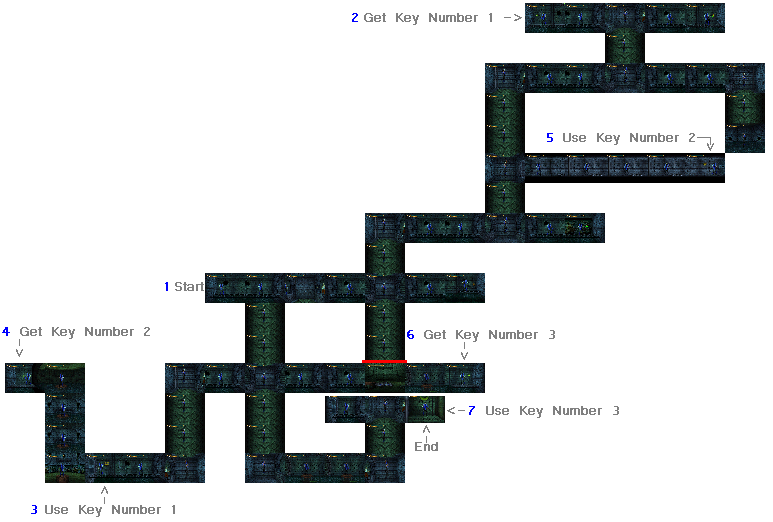 2 Get Key Number 1 ->
5 Use Key Number 2
1 Start
4 Get Key Number 2
6 Get Key Number 3
<-7 Use Key Number 3
End
3 Use Key Number 1